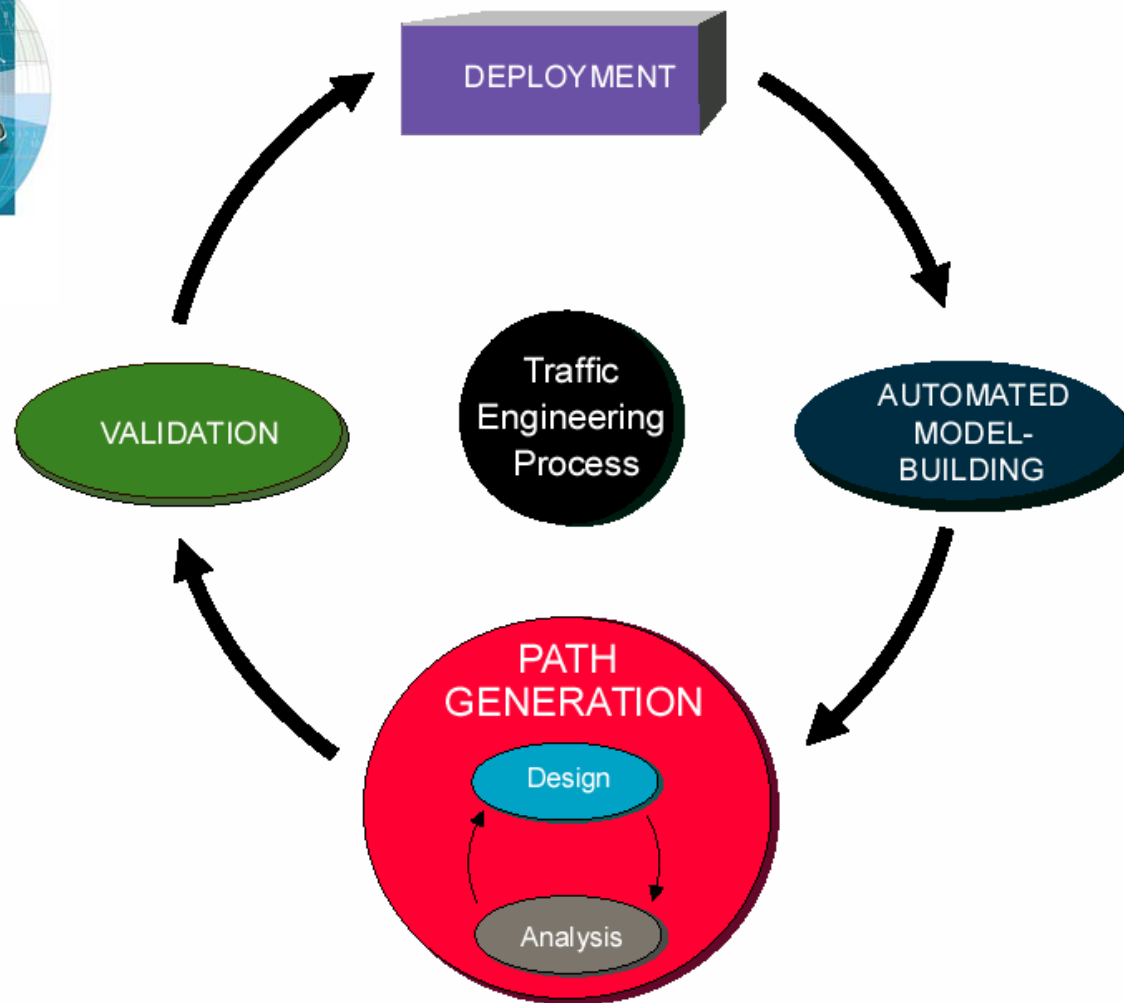 DEPLOYMENT
Traffic
Engineering
Process
AUTOMATED
MODEL-
BUILDING
VALIDATION
PATH
GENERATION
Design
Analysis